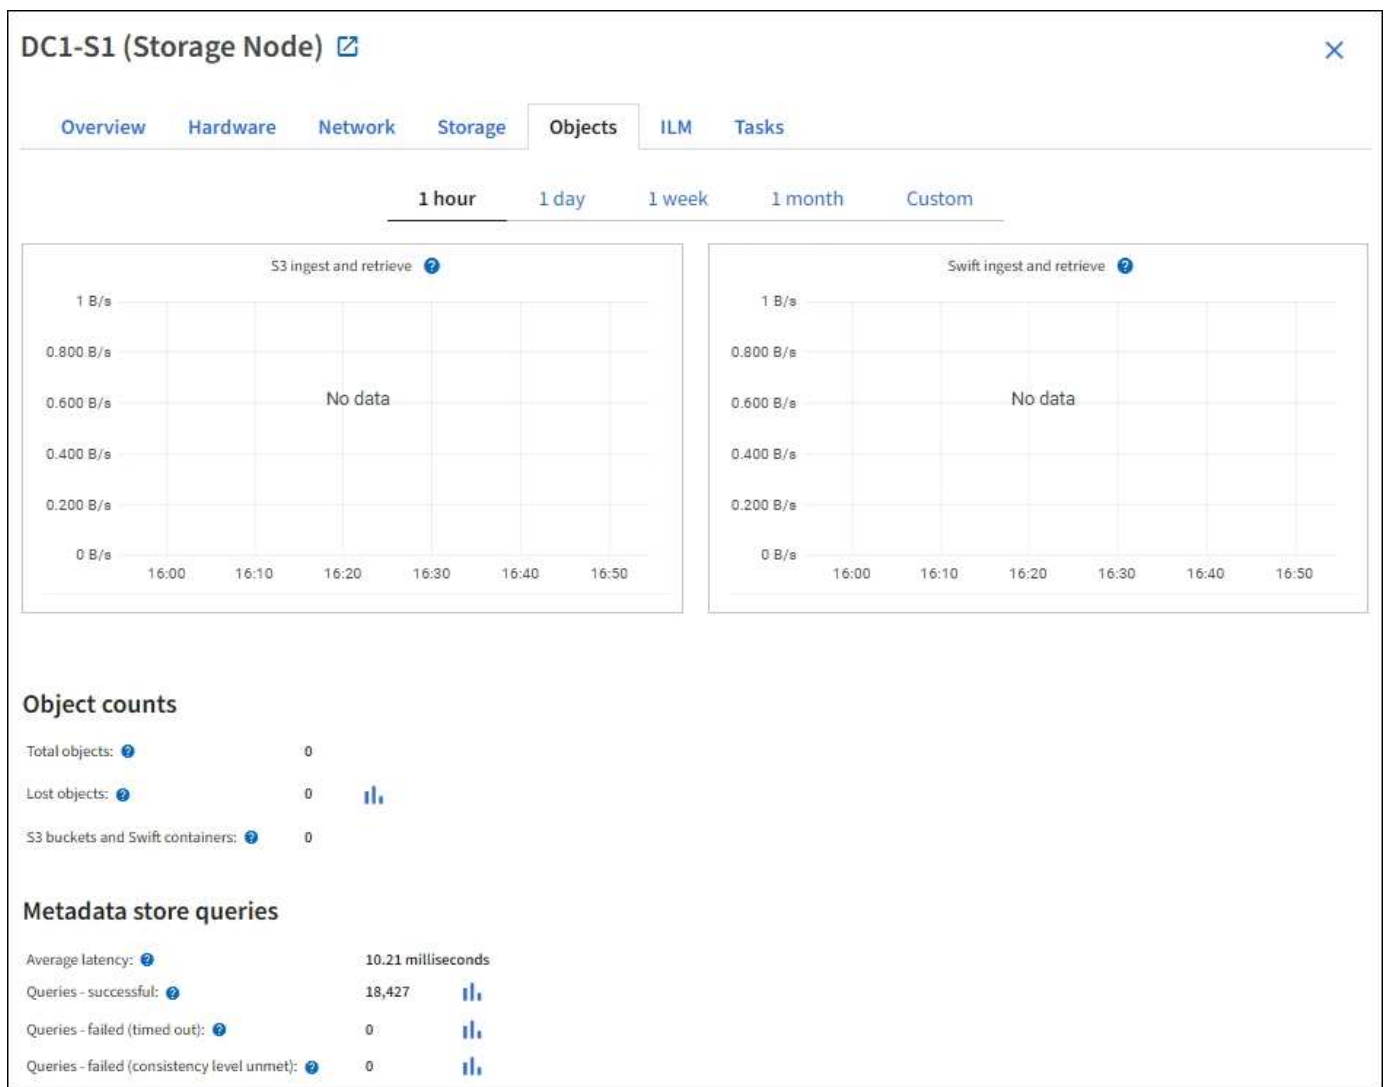 DC1-S1 (Storage Node)
Overview Hardware Network Storage Objects ILM Tasks
1 hour 1 day 1 week 1 month Custom
S3 ingest and retrieve
1 B/s
0.800 B/s
0.600 B/s
0.400 B/s
0.200 B/s
0 B/s
No data
16:00 16:10 16:20 16:30 16:40 16:50
Swift ingest and retrieve
1 B/s
0.800 B/s
0.600 B/s
0.400 B/s
0.200 B/s
0 B/s
No data
16:00 16:10 16:20 16:30 16:40 16:50
Object counts
Total objects: 0
Lost objects: 0
S3 buckets and Swift containers: 0
Metadata store queries
Average latency: 10.21 milliseconds
Queries - successful: 18,427
Queries - failed (timed out): 0
Queries - failed (consistency level unmet): 0